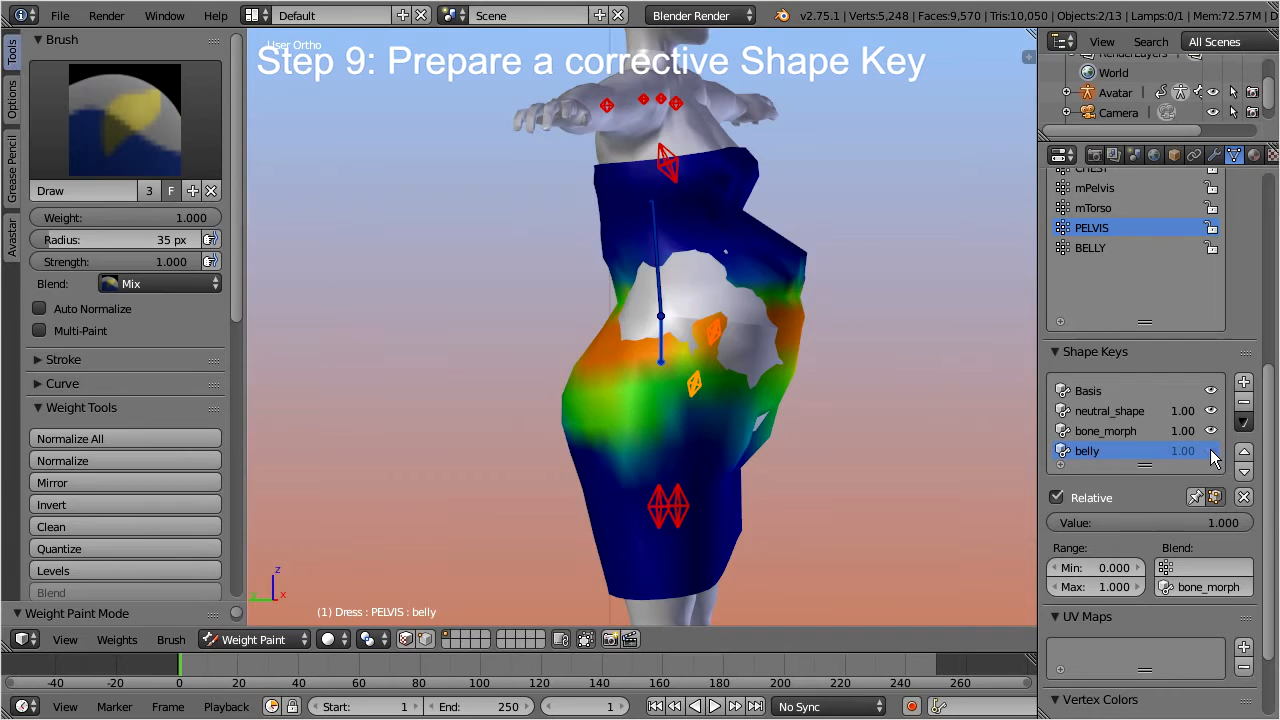 File
Render
Window
Help
Default
Scene
Blender Render
v2.75.1 | Verts:5,248 | Faces:9,570 | Tris:10,050 | Objects:2/13 | Lamps:0/1 | Mem:72.57M |
Tools
Options
Grease Pencil
Avastar
Brush
Draw
3
F
Weight: 1.000
Radius: 35 px
Strength: 1.000
Blend: Mix
Auto Normalize
Multi-Paint
Stroke
Curve
Weight Tools
Normalize All
Normalize
Mirror
Invert
Clean
Quantize
Levels
Blend
Weight Paint Mode
User Ortho
Step 9: Prepare a corrective Shape Key
z
x
(1) Dress : PELVIS : belly
View
Weights
Brush
Weight Paint
-40 -20 0 20 40 60 80 100 120 140 160 180 200 220 240 260
View
Marker
Frame
Playback
Start: 1
End: 250
1
No Sync
View
Search
All Scenes
RenderLayers
World
Avatar
Camera
CHEST
mPelvis
mTorso
PELVIS
BELLY
Shape Keys
Basis
neutral_shape 1.00
bone_morph 1.00
belly 1.00
Relative
Value: 1.000
Range:
Blend:
Min: 0.000
Max: 1.000
bone_morph
UV Maps
Vertex Colors